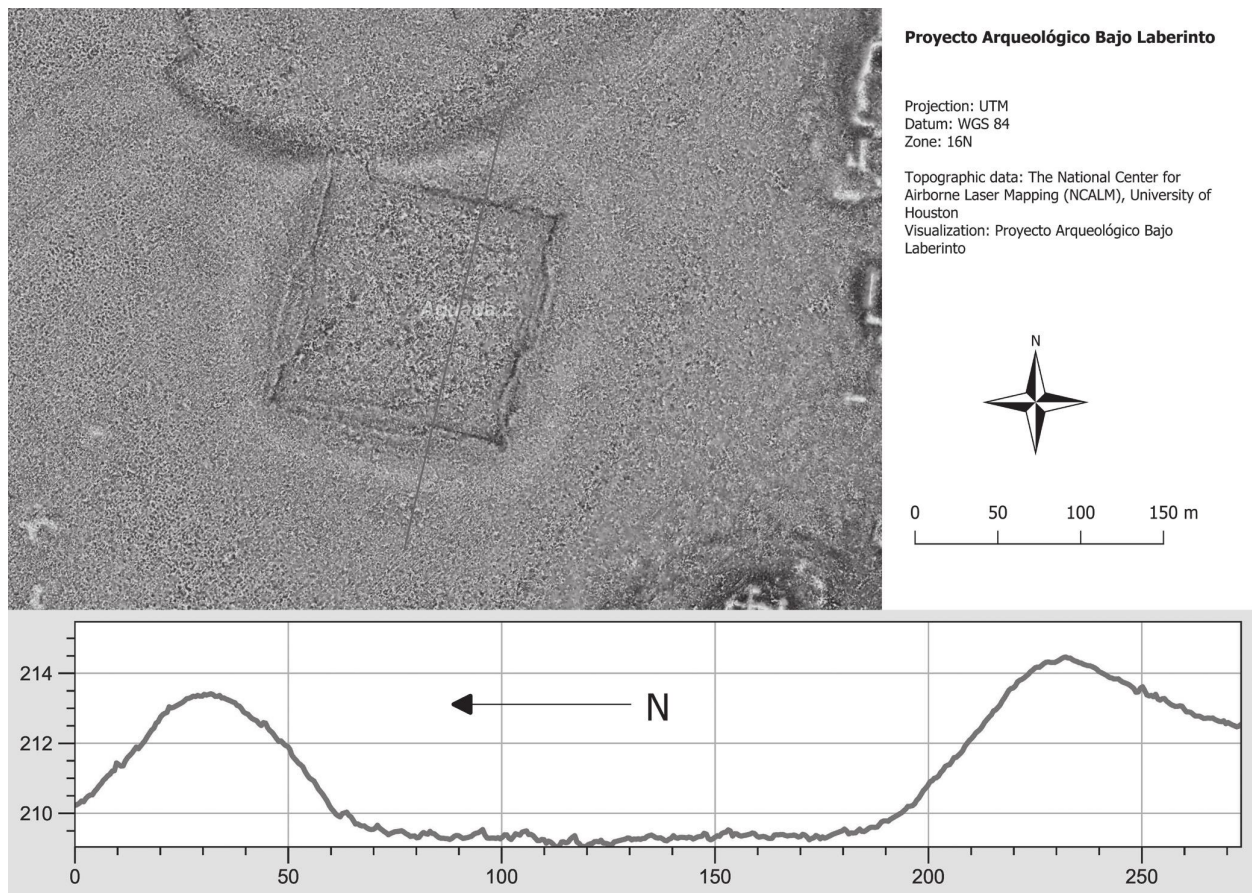 Proyecto Arqueológico Bajo Laberinto
Projection: UTM
Datum: WGS 84
Zone: 16N
Topographic data: The National Center for
Airborne Laser Mapping (NCALM), University of
Houston
Visualization: Proyecto Arqueológico Bajo
Laberinto
Aguada 2
N
0 50 100 150 m
214
212
210
N
0 50 100 150 200 250